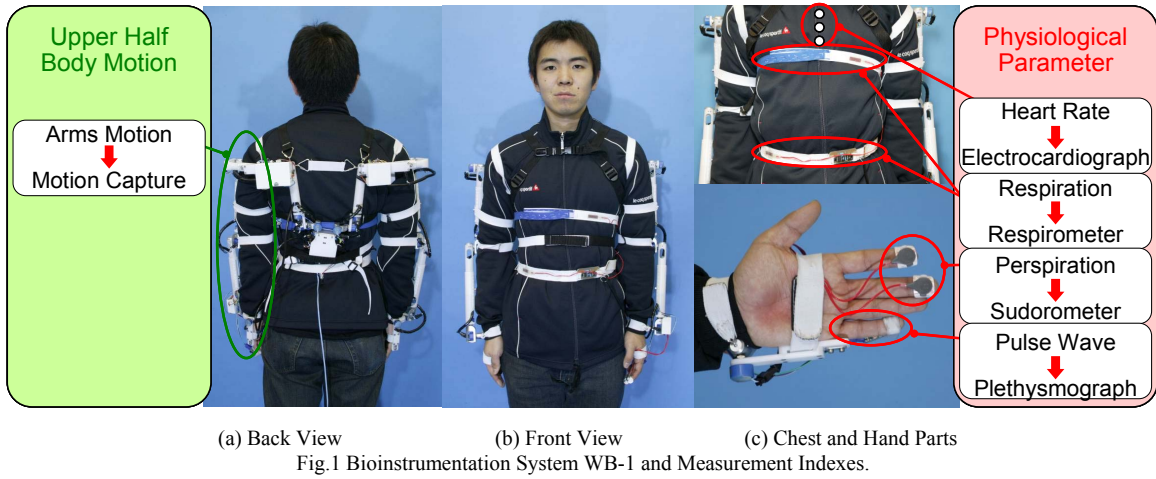 Upper Half
Body Motion
Arms Motion
Motion Capture
Physiological
Parameter
Heart Rate
Electrocardiograph
Respiration
Respirometer
Perspiration
Sudorometer
Pulse Wave
Plethysmograph
(a) Back View
(b) Front View
(c) Chest and Hand Parts
Fig.1 Bioinstrumentation System WB-1 and Measurement Indexes.